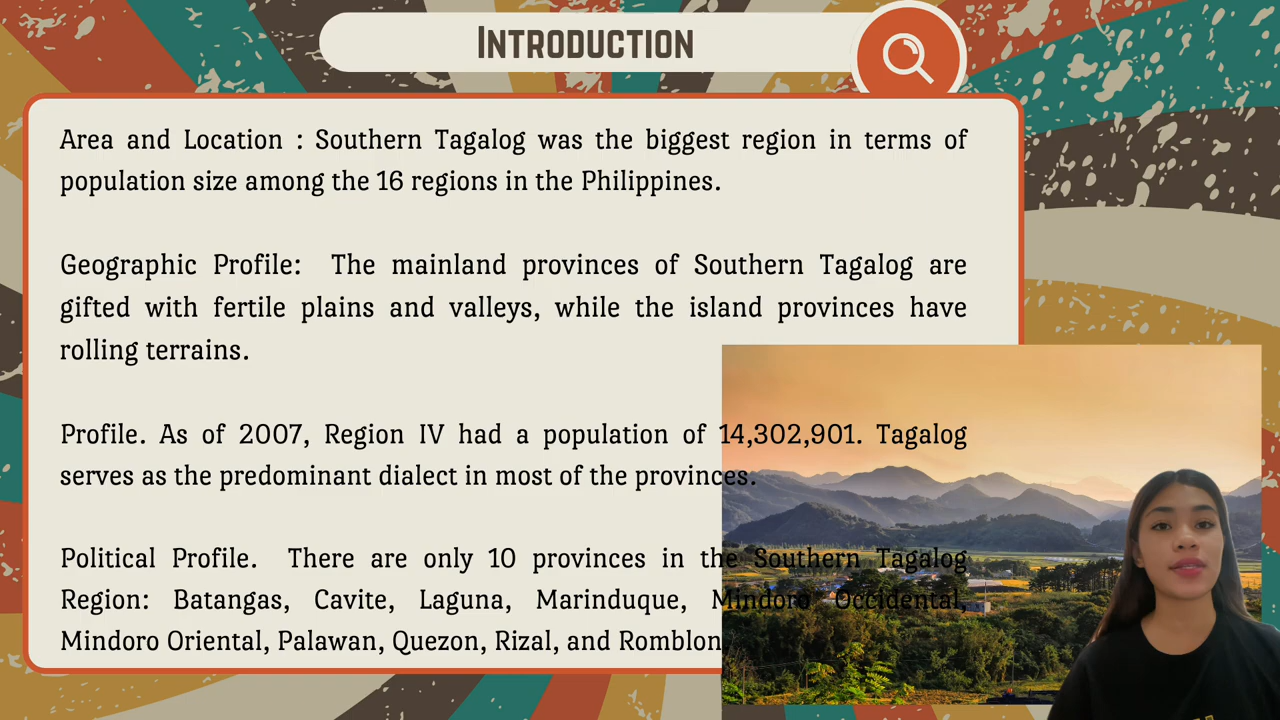 INTRODUCTION
Area and Location : Southern Tagalog was the biggest region in terms of
population size among the 16 regions in the Philippines.
Geographic Profile: The mainland provinces of Southern Tagalog are
gifted with fertile plains and valleys, while the island provinces have
rolling terrains.
Profile. As of 2007, Region IV had a population of 14,302,901. Tagalog
serves as the predominant dialect in most of the provinces.
Political Profile. There are only 10 provinces in the Southern Tagalog
Region: Batangas, Cavite, Laguna, Marinduque, Mindoro Occidental,
Mindoro Oriental, Palawan, Quezon, Rizal, and Romblon